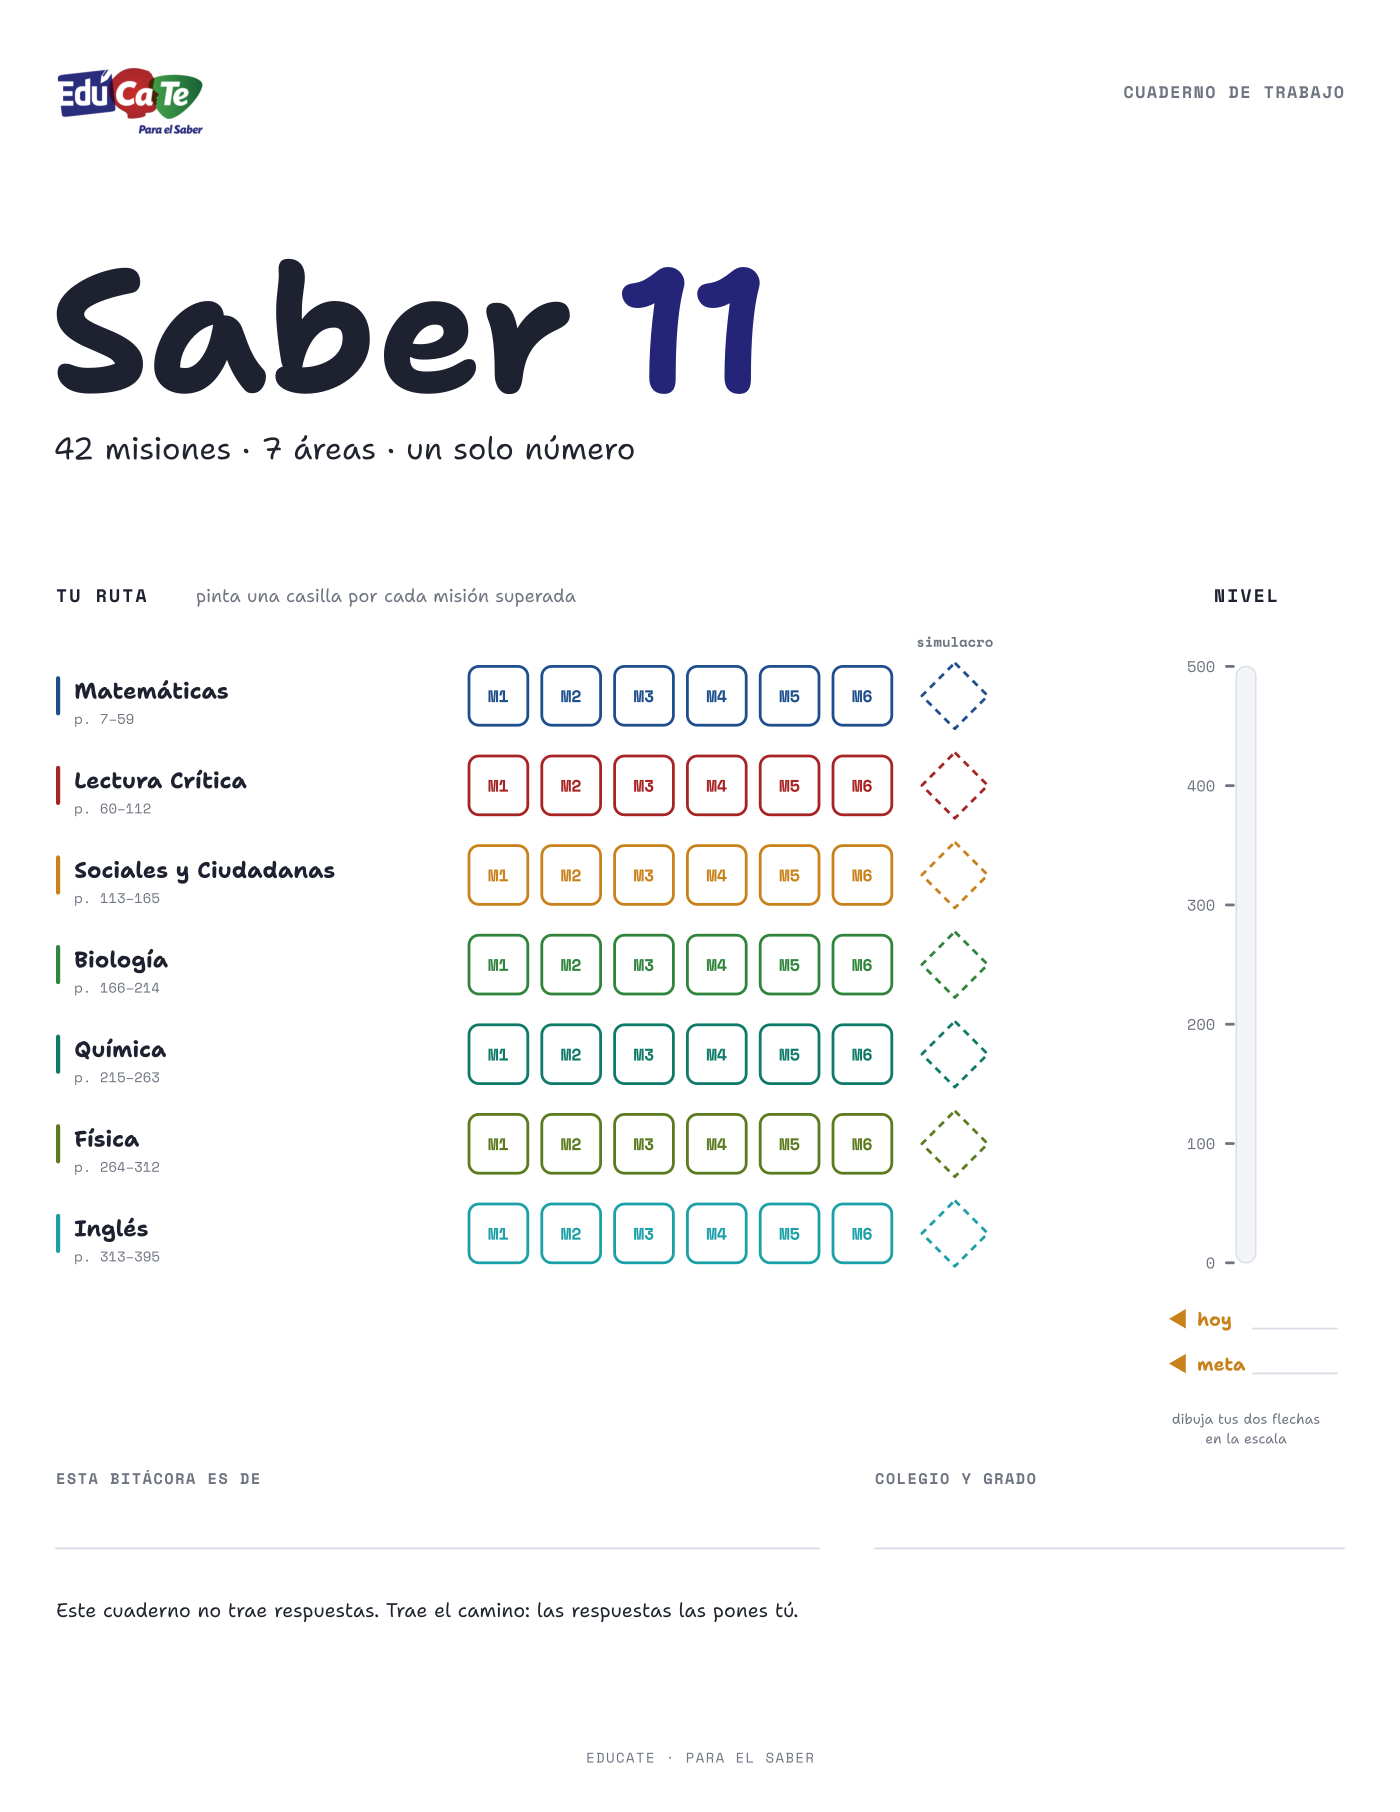 EdúCaTe
Para el Saber
CUADERNO DE TRABAJO
Saber 11
42 misiones · 7 áreas · un solo número
TU RUTA pinta una casilla por cada misión superada
NIVEL
simulacro
Matemáticas
p. 7–59
M1 M2 M3 M4 M5 M6
Lectura Crítica
p. 60–112
M1 M2 M3 M4 M5 M6
Sociales y Ciudadanas
p. 113–165
M1 M2 M3 M4 M5 M6
Biología
p. 166–214
M1 M2 M3 M4 M5 M6
Química
p. 215–263
M1 M2 M3 M4 M5 M6
Física
p. 264–312
M1 M2 M3 M4 M5 M6
Inglés
p. 313–395
M1 M2 M3 M4 M5 M6
500
400
300
200
100
0
hoy
meta
dibuja tus dos flechas
en la escala
ESTA BITÁCORA ES DE
COLEGIO Y GRADO
Este cuaderno no trae respuestas. Trae el camino: las respuestas las pones tú.
EDUCATE · PARA EL SABER